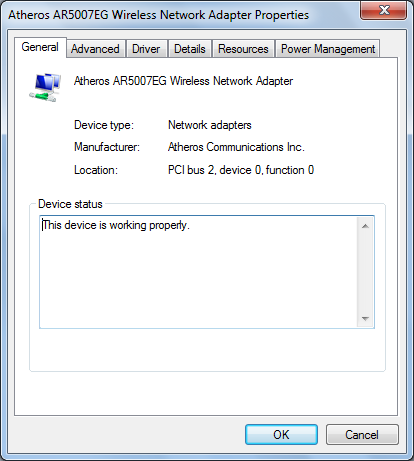 Atheros AR5007EG Wireless Network Adapter Properties
General Advanced Driver Details Resources Power Management
Atheros AR5007EG Wireless Network Adapter
Device type: Network adapters
Manufacturer: Atheros Communications Inc.
Location: PCI bus 2, device 0, function 0
Device status
This device is working properly.
OK Cancel